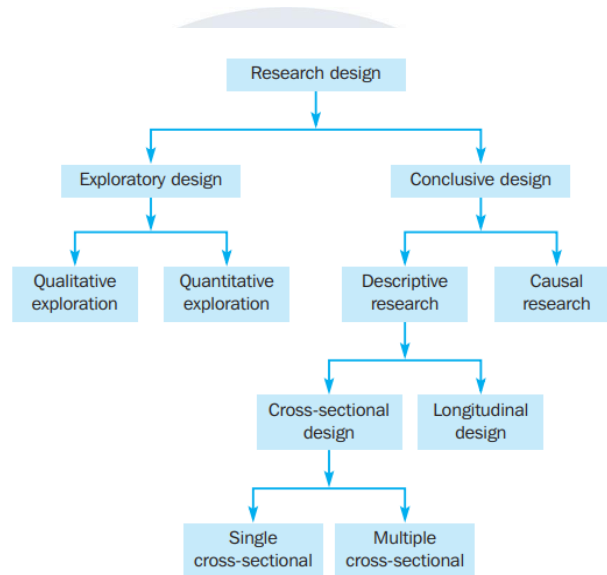 Research design
Exploratory design
Conclusive design
Qualitative
exploration
Quantitative
exploration
Descriptive
research
Causal
research
Cross-sectional
design
Longitudinal
design
Single
cross-sectional
Multiple
cross-sectional